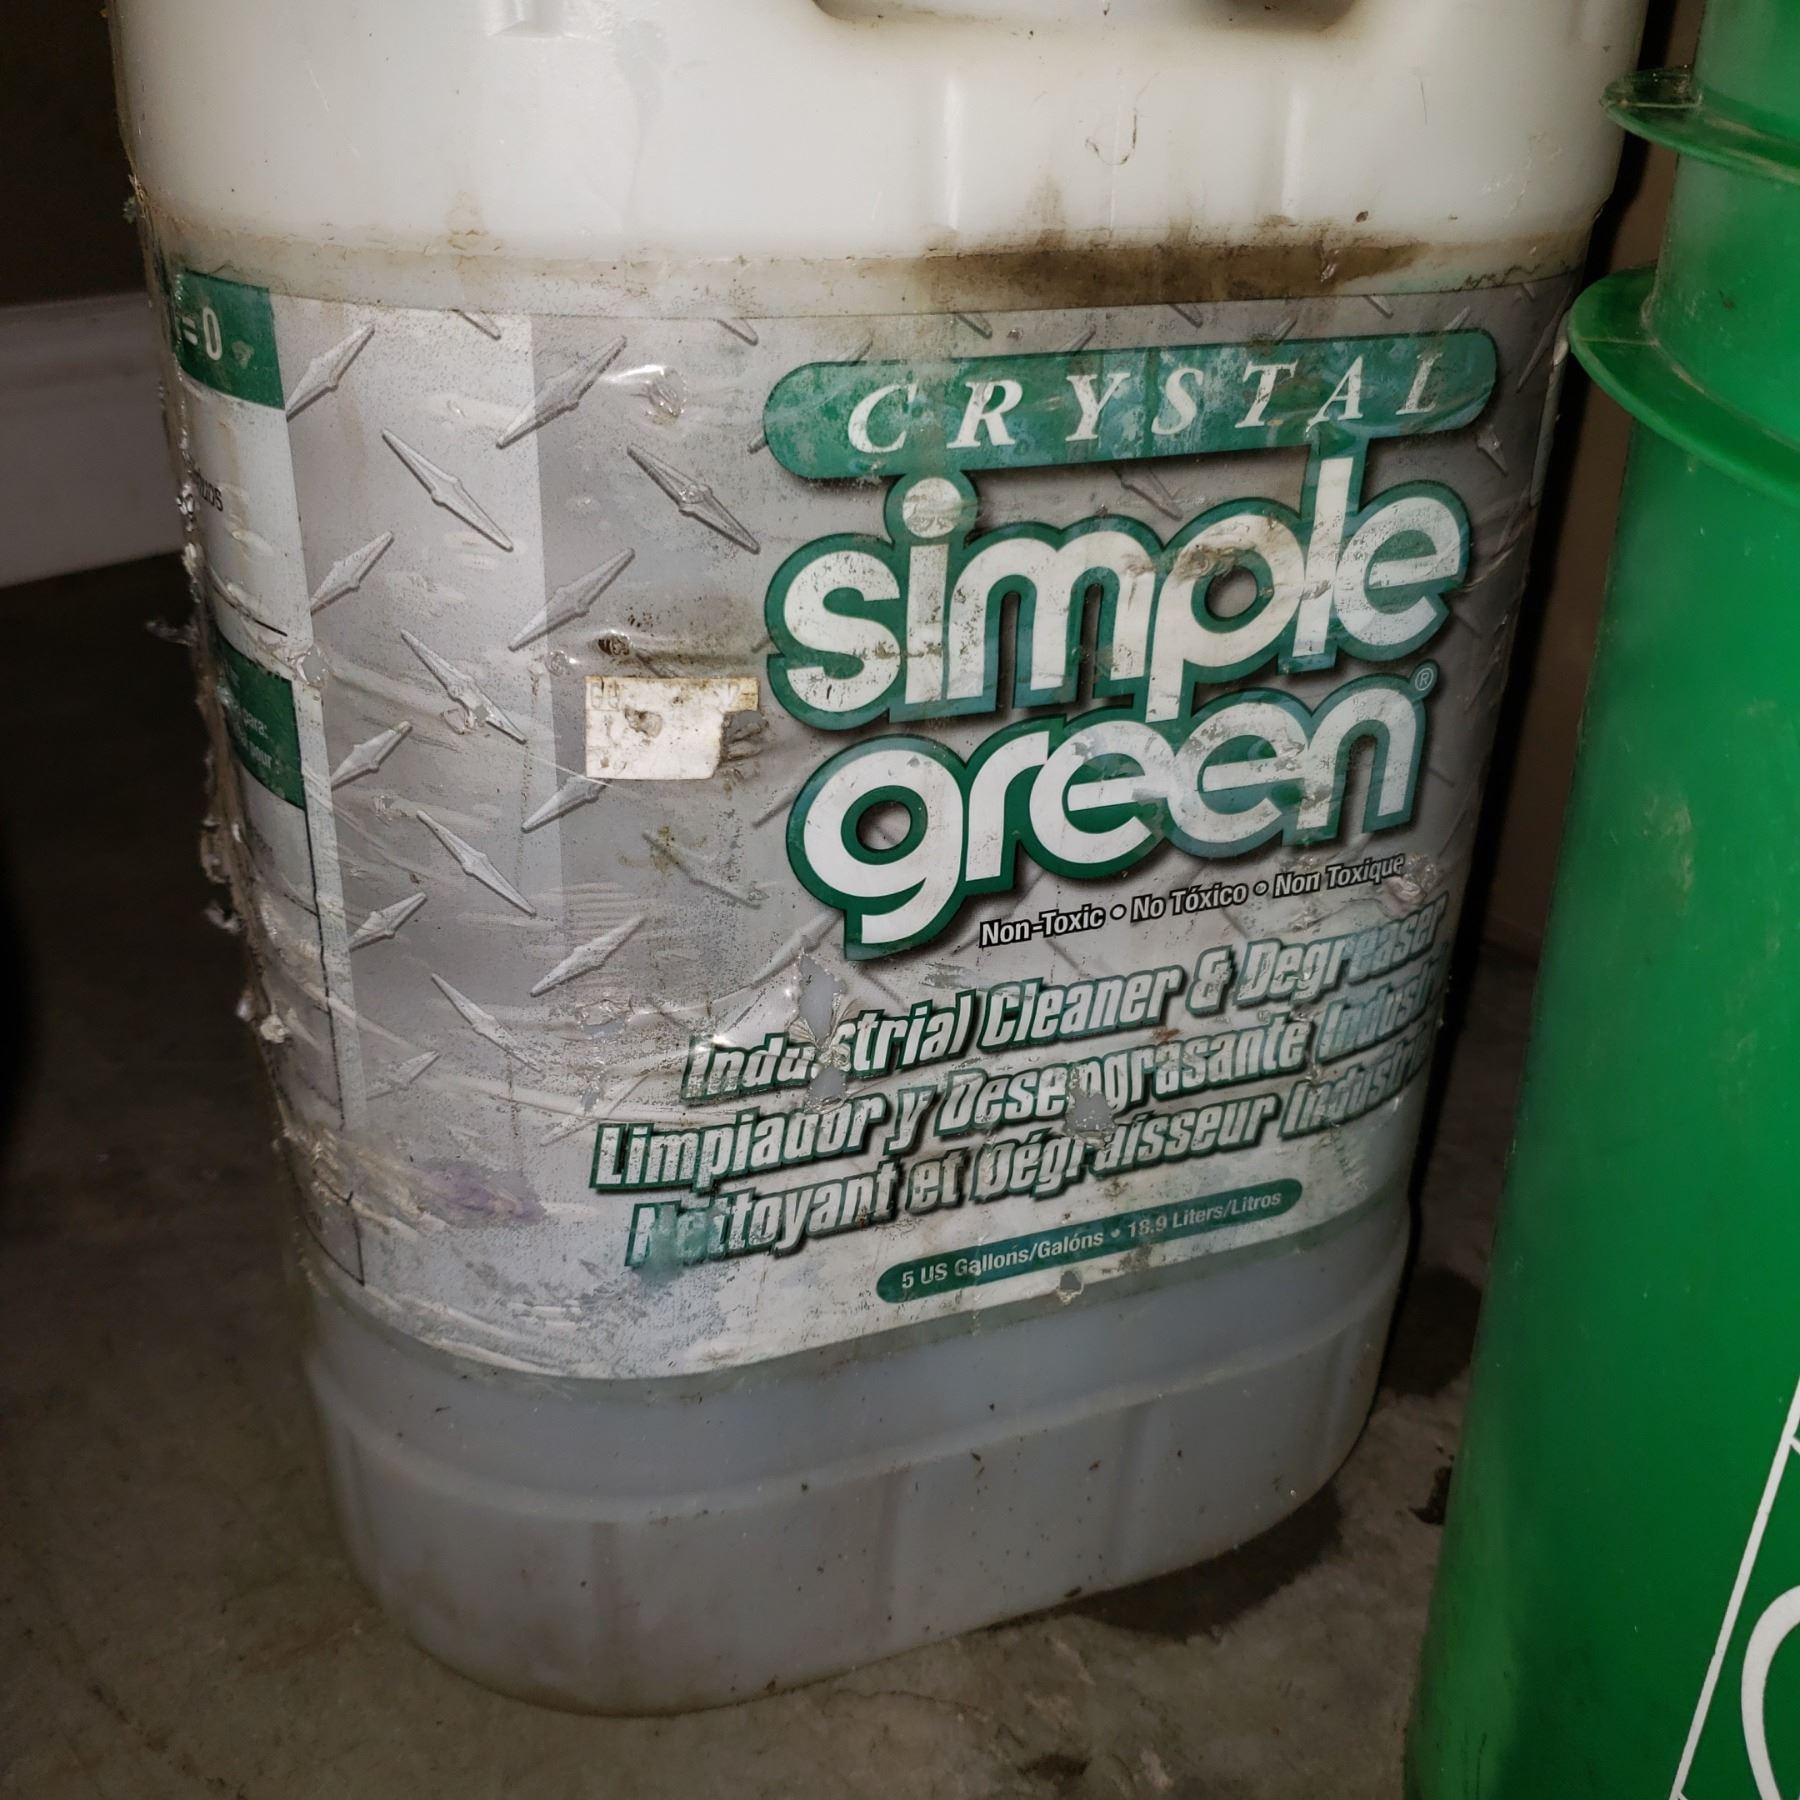 = 0
CRYSTAL
simple
green®
Non-Toxic • No Tóxico • Non Toxique
Industrial Cleaner & Degreaser
Limpiador y Desengrasante
Nettoyant et Dégraisseur
5 US Gallons/Galóns • 18.9 Liters/Litros